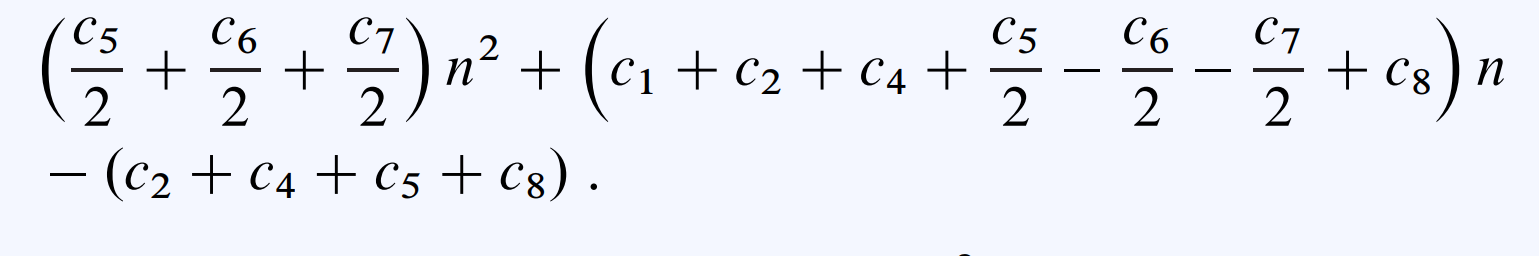 (c₅/2 + c₆/2 + c₇/2) n² + (c₁ + c₂ + c₄ + c₅/2 − c₆/2 − c₇/2 + c₈) n
− (c₂ + c₄ + c₅ + c₈) .